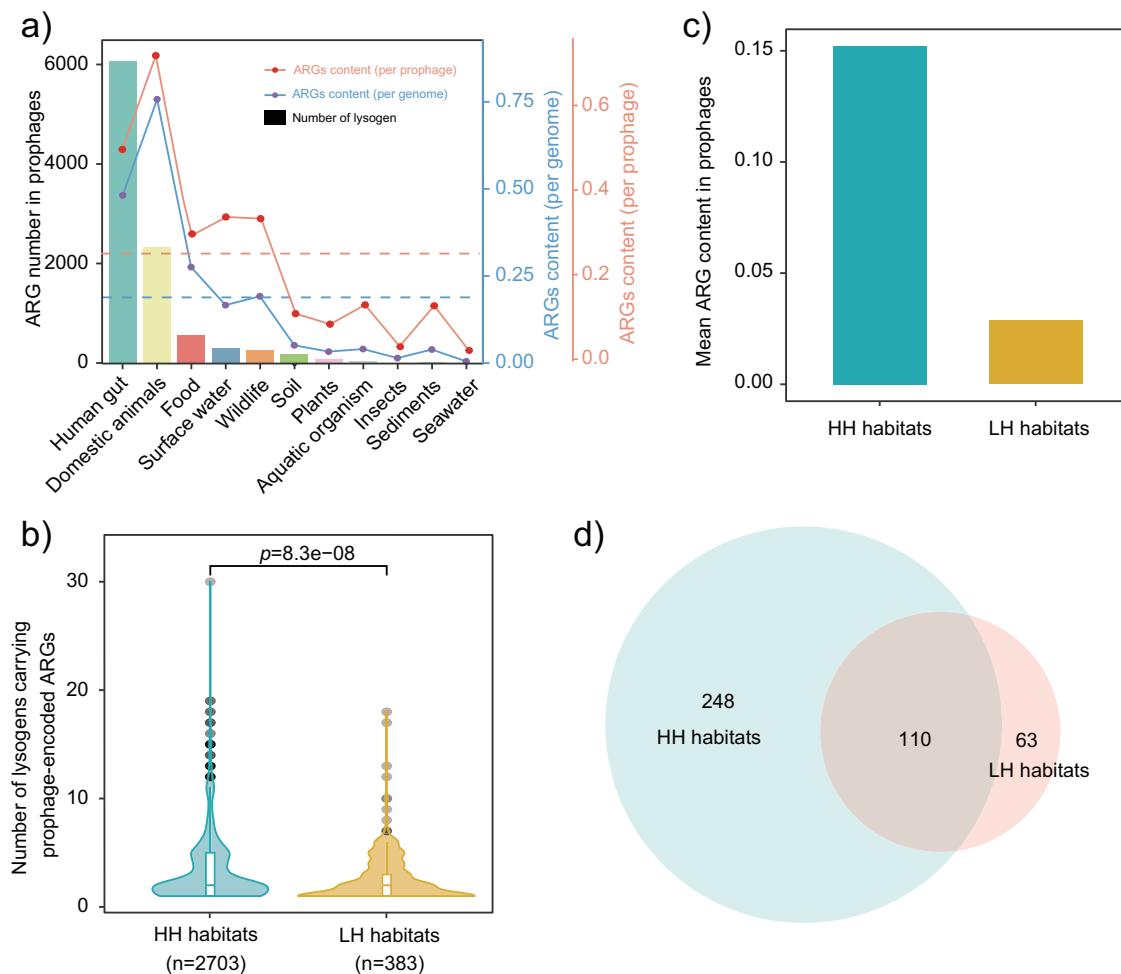 a)
ARG number in prophages
6000
4000
2000
0
ARGs content (per prophage)
ARGs content (per genome)
Number of lysogen
0.75
0.50
0.25
0.00
ARGs content (per genome)
0.6
0.4
0.2
0.0
ARGs content (per prophage)
Human gut
Domestic animals
Food
Surface water
Wildlife
Soil
Plants
Aquatic organism
Insects
Sediments
Seawater
c)
Mean ARG content in prophages
0.15
0.10
0.05
0.00
HH habitats
LH habitats
b)
Number of lysogens carrying
prophage-encoded ARGs
30
20
10
0
p=8.3e−08
HH habitats
(n=2703)
LH habitats
(n=383)
d)
248
HH habitats
110
63
LH habitats